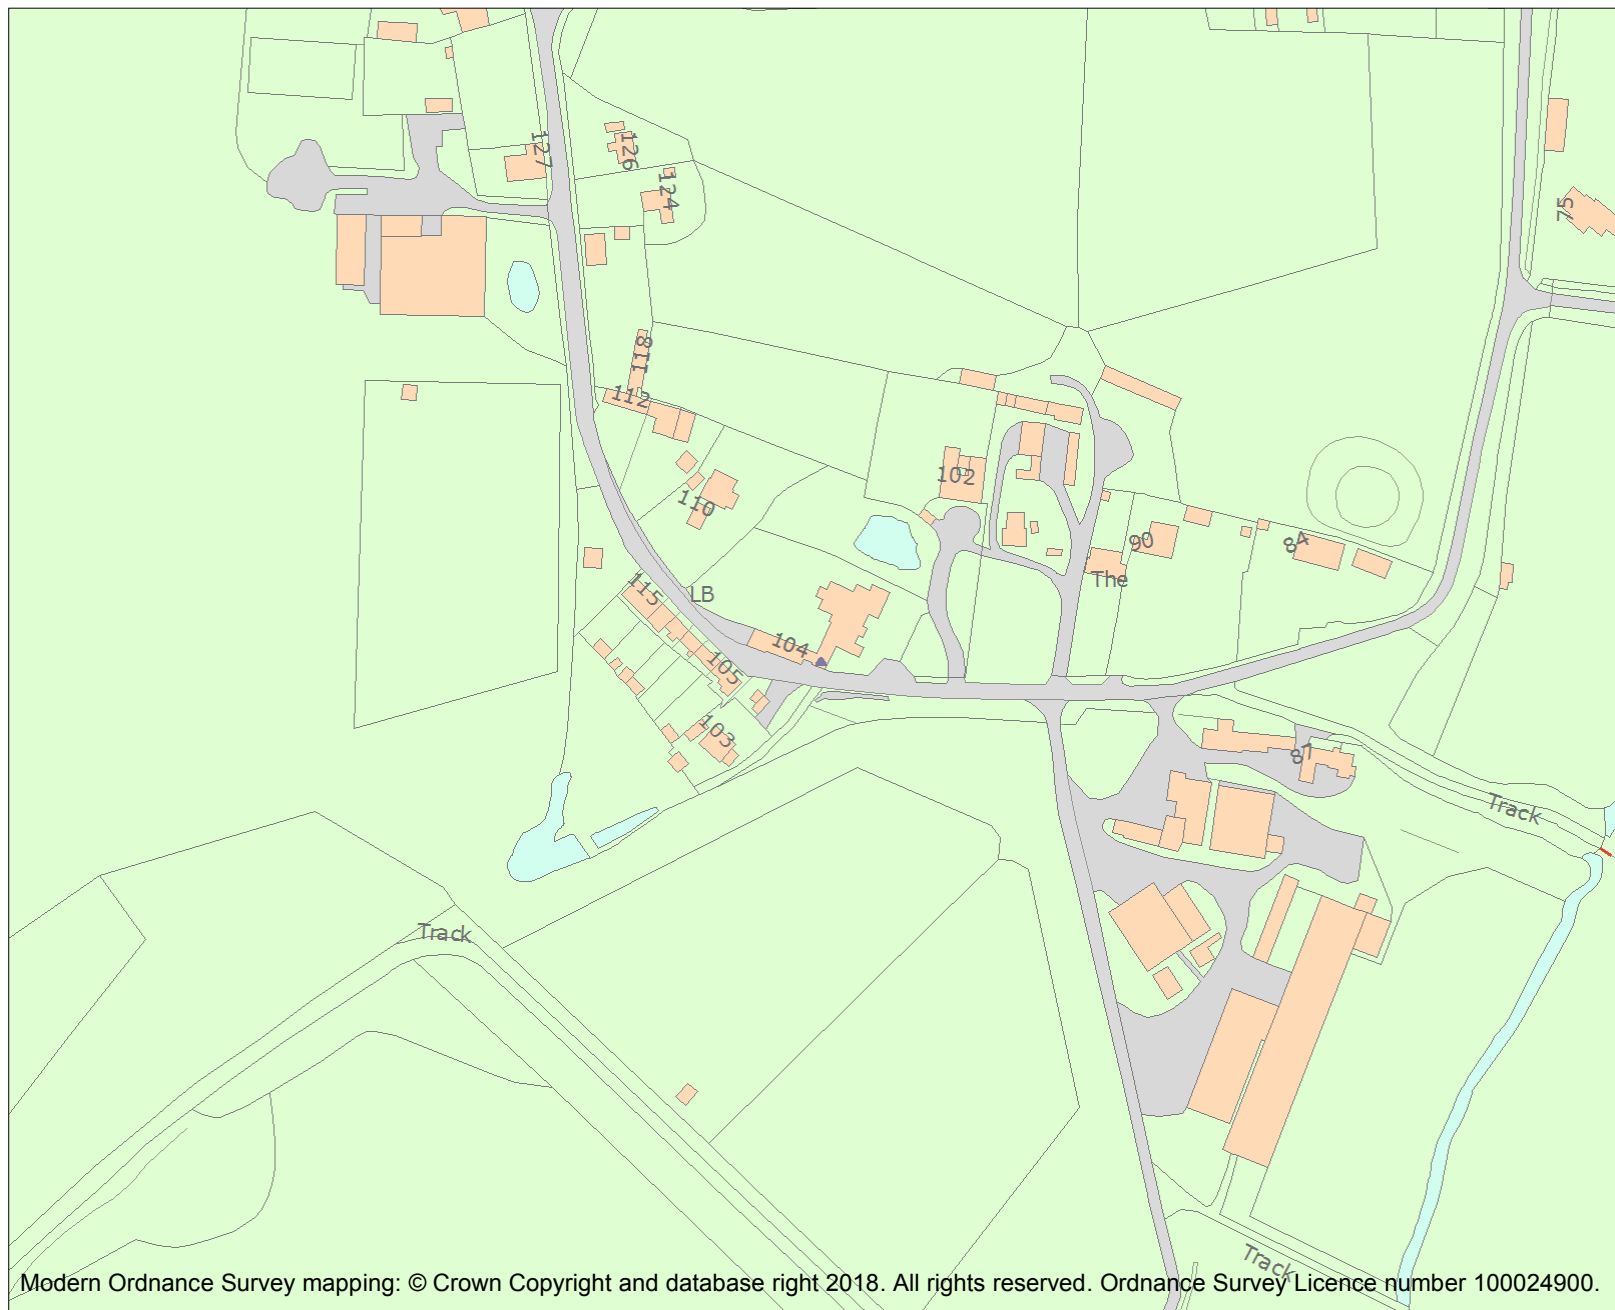 127
126
124
75
118
112
102
110
90
84
The
115
LB
104
105
103
87
Track
Track
Track
Modern Ordnance Survey mapping: © Crown Copyright and database right 2018. All rights reserved. Ordnance Survey Licence number 100024900.